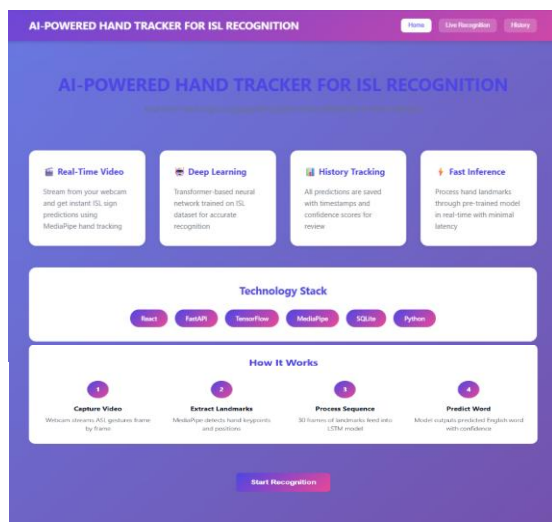 AI-POWERED HAND TRACKER FOR ISL RECOGNITION
Home
Live Recognition
History
AI-POWERED HAND TRACKER FOR ISL RECOGNITION
Real-Time Video
Stream from your webcam
and get instant ISL sign
predictions using
MediaPipe hand tracking
Deep Learning
Transformer-based neural
network trained on ISL
dataset for accurate
recognition
History Tracking
All predictions are saved
with timestamps and
confidence scores for
review
Fast Inference
Process hand landmarks
through pre-trained model
in real-time with minimal
latency
Technology Stack
React
FastAPI
TensorFlow
MediaPipe
SQLite
Python
How It Works
1
Capture Video
Webcam streams ASL gestures frame
by frame
2
Extract Landmarks
MediaPipe detects hand keypoints
and positions
3
Process Sequence
30 frames of landmarks feed into
LSTM model
4
Predict Word
Model outputs predicted English word
with confidence
Start Recognition